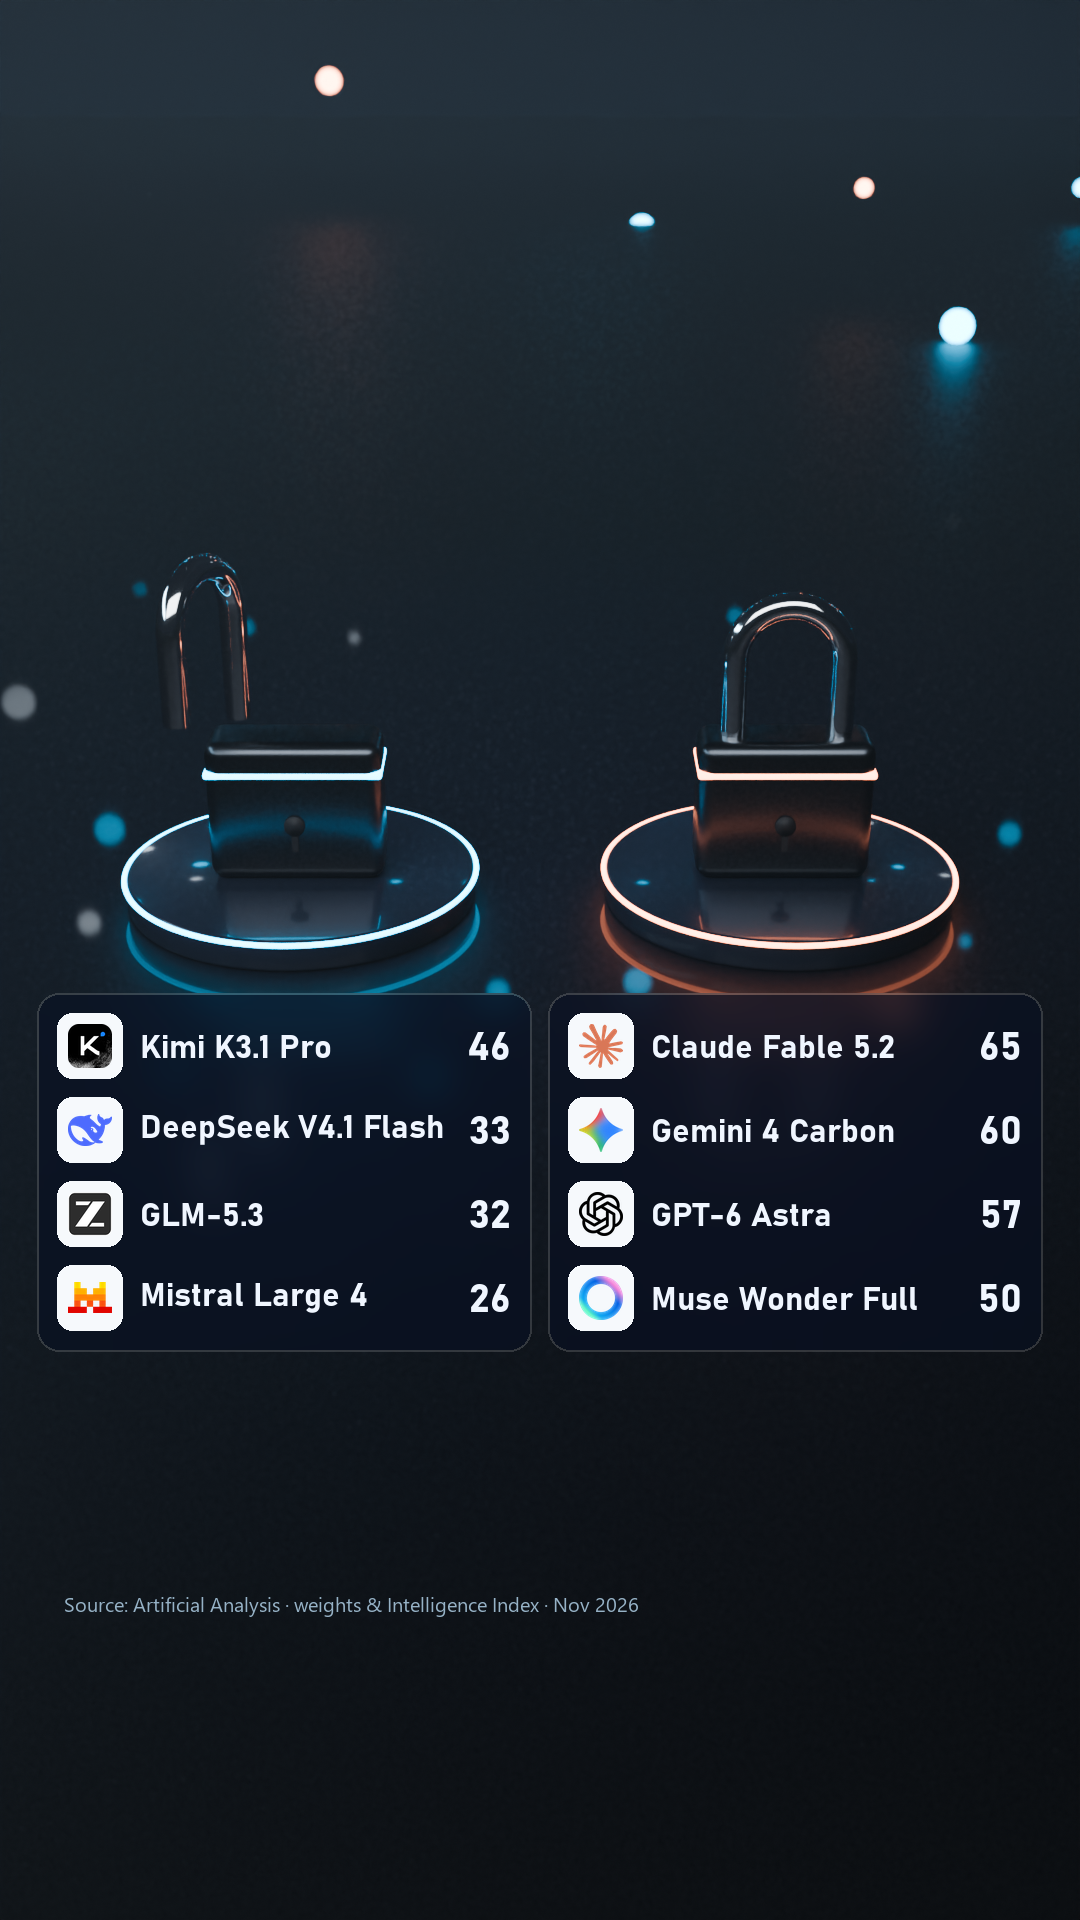 Kimi K3.1 Pro 46
DeepSeek V4.1 Flash 33
GLM-5.3 32
Mistral Large 4 26
Claude Fable 5.2 65
Gemini 4 Carbon 60
GPT-6 Astra 57
Muse Wonder Full 50
Source: Artificial Analysis · weights & Intelligence Index · Nov 2026